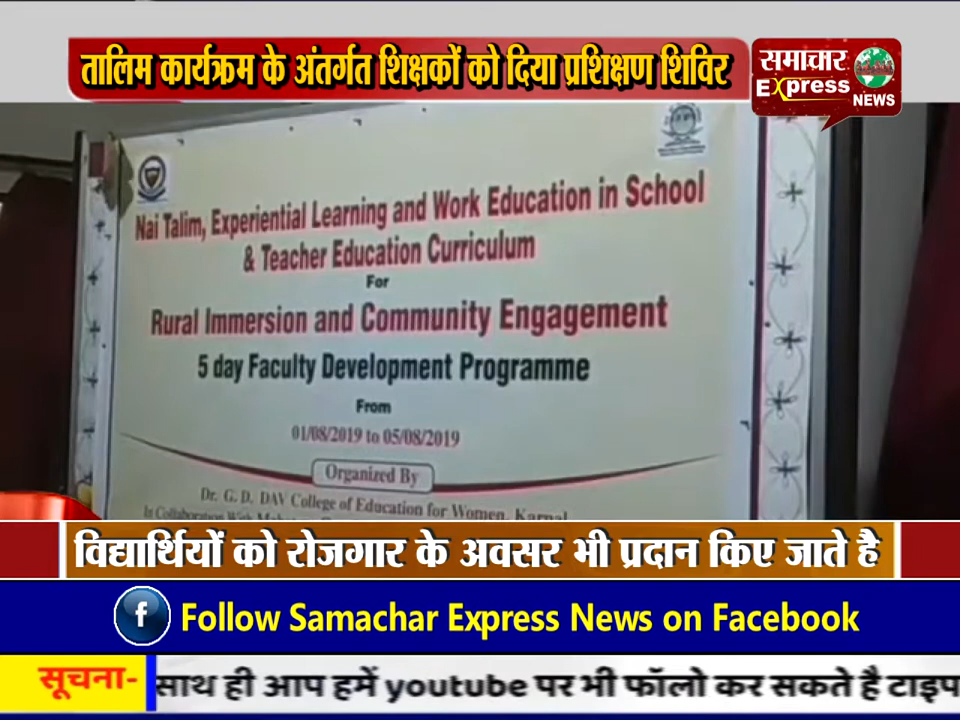 तालिम कार्यक्रम के अंतर्गत शिक्षकों को दिया प्रशिक्षण शिविर
समाचार
Express
NEWS
Nai Talim, Experiential Learning and Work Education in School
& Teacher Education Curriculum
For
Rural Immersion and Community Engagement
5 day Faculty Development Programme
From
01/08/2019 to 05/08/2019
Organized By
Dr. G. D. DAV College of Education for Women, Karnal
In Collaboration With
विद्यार्थियों को रोजगार के अवसर भी प्रदान किए जाते है
f Follow Samachar Express News on Facebook
सूचना- साथ ही आप हमें youtube पर भी फॉलो कर सकते है टाइप